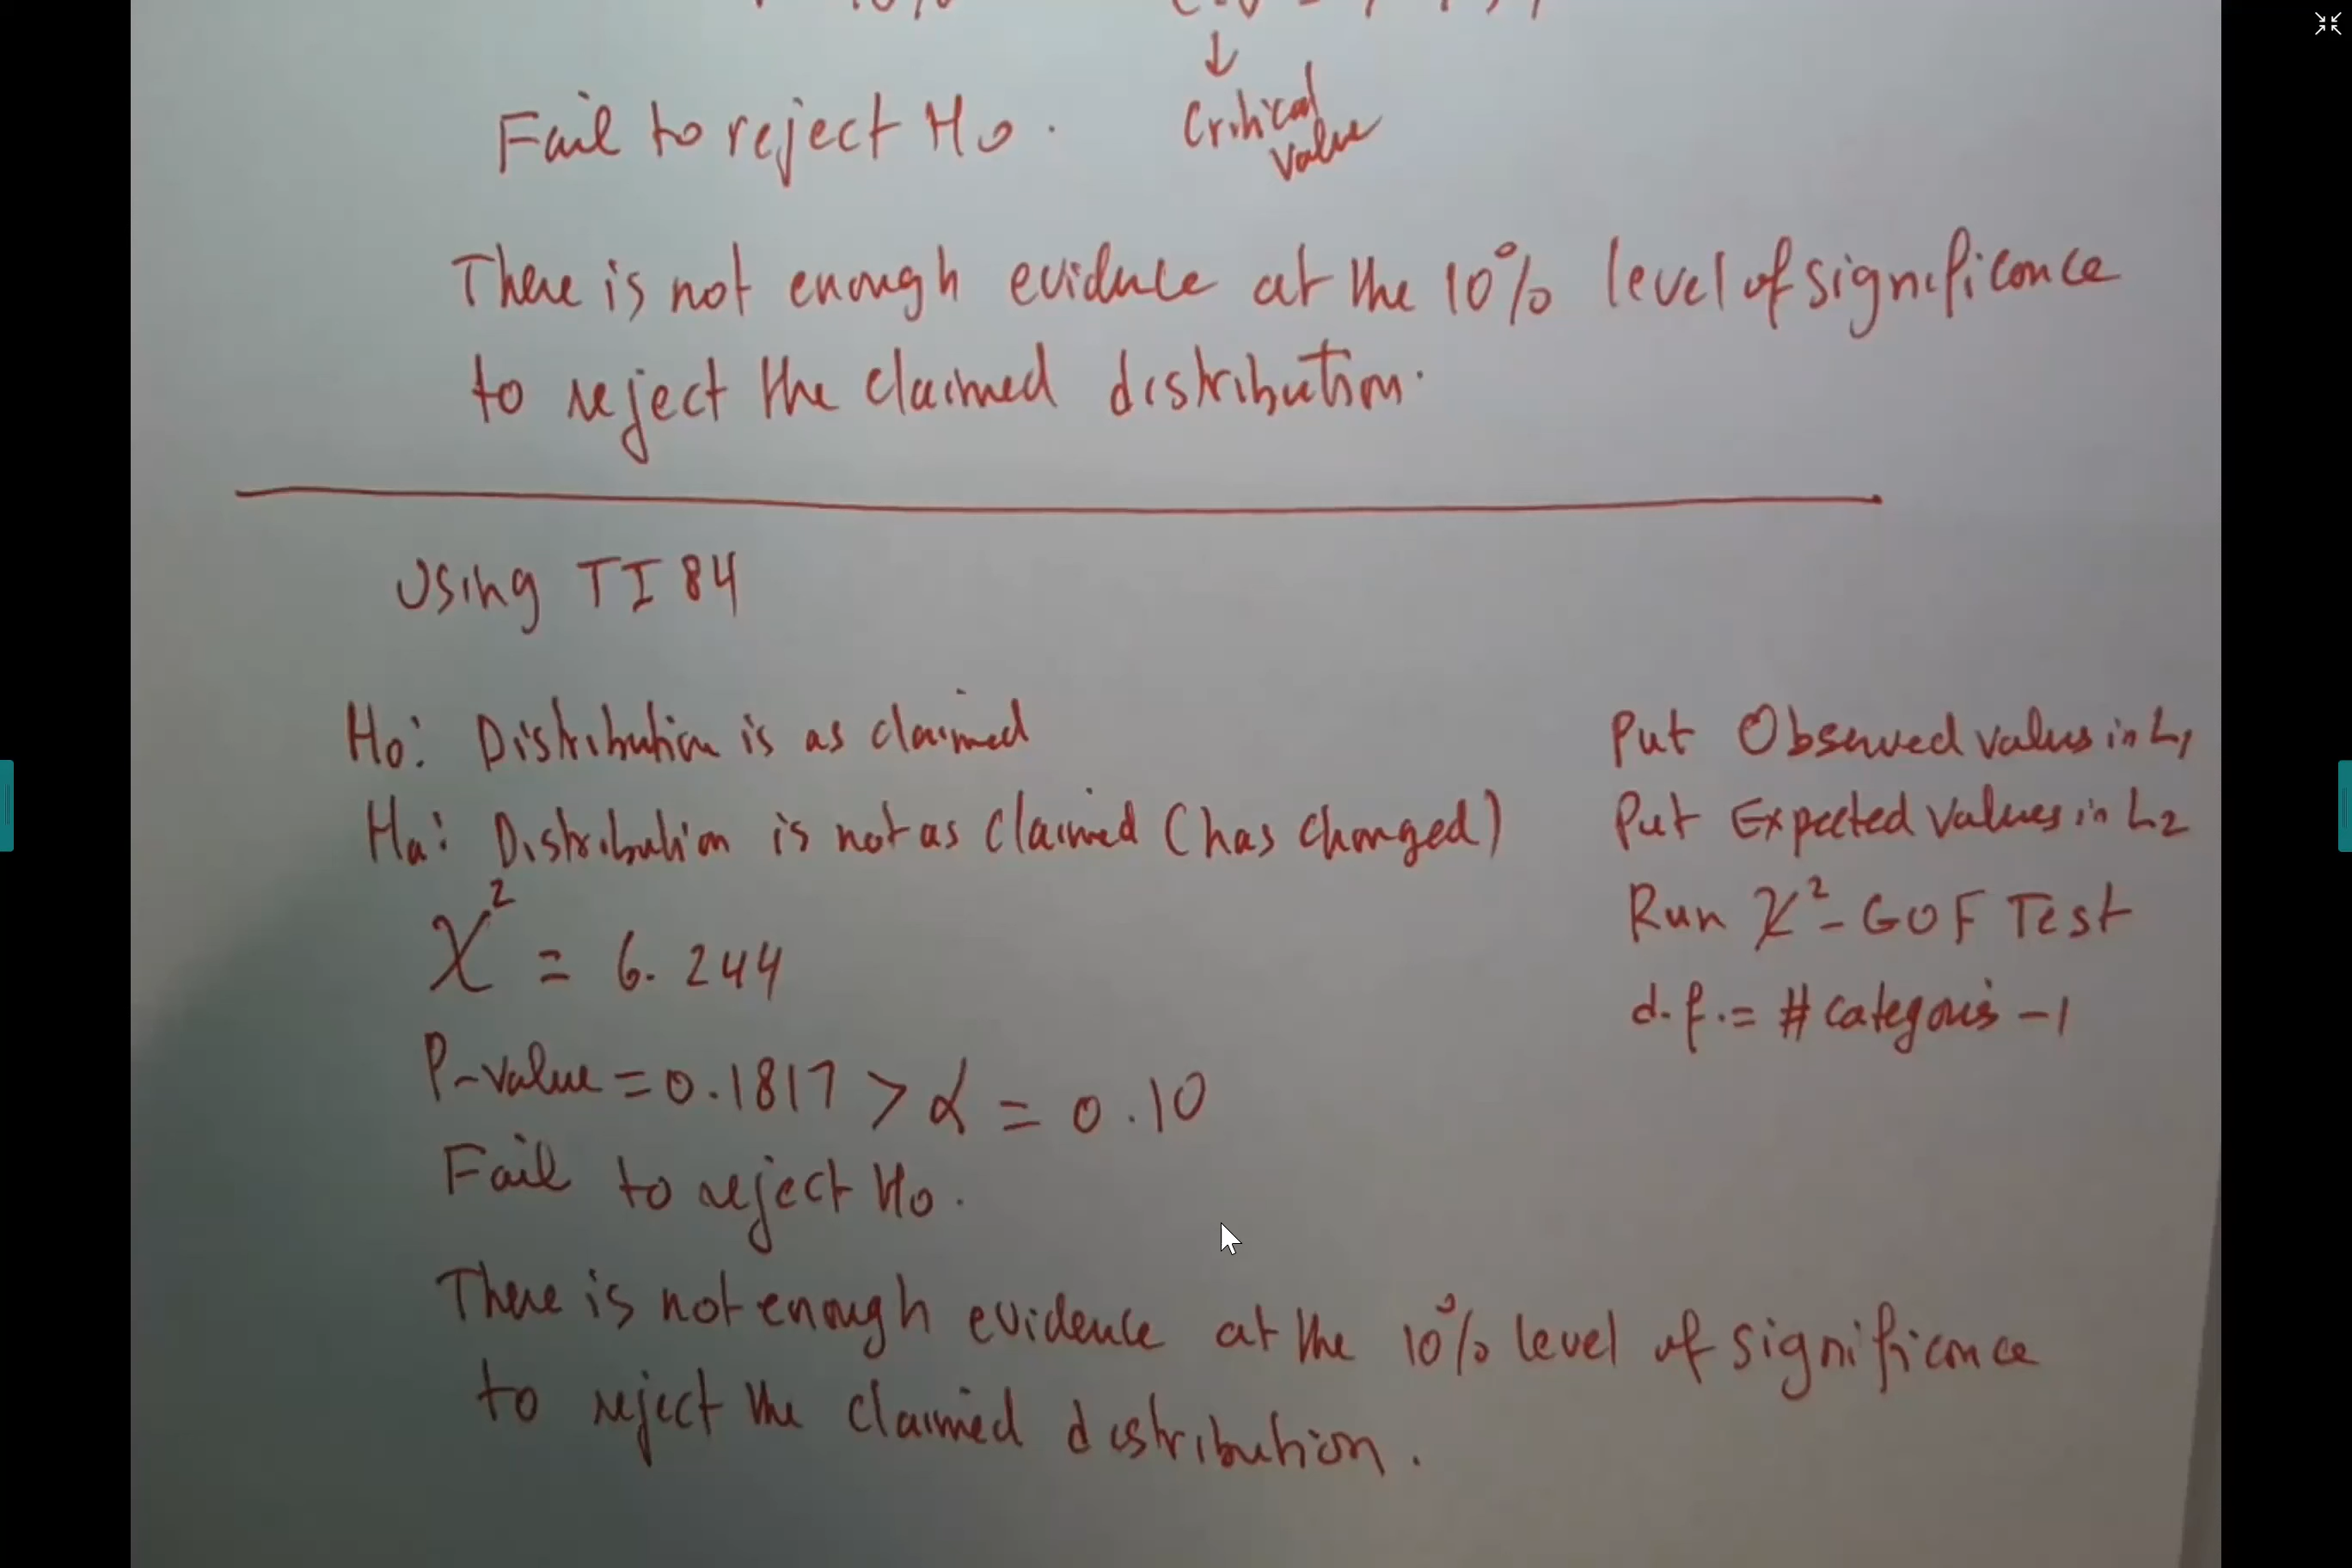 Fail to reject Ho.
↓
Critical
value
There is not enough evidence at the 10% level of significance
to reject the claimed distribution.
Using TI 84
Ho: Distribution is as claimed
Ha: Distribution is not as claimed (has changed)
χ² = 6.244
P-value = 0.1817 > α = 0.10
Fail to reject Ho.
There is not enough evidence at the 10% level of significance
to reject the claimed distribution.
Put Observed values in L1
Put Expected values in L2
Run χ²-GOF Test
d.f. = # categories -1